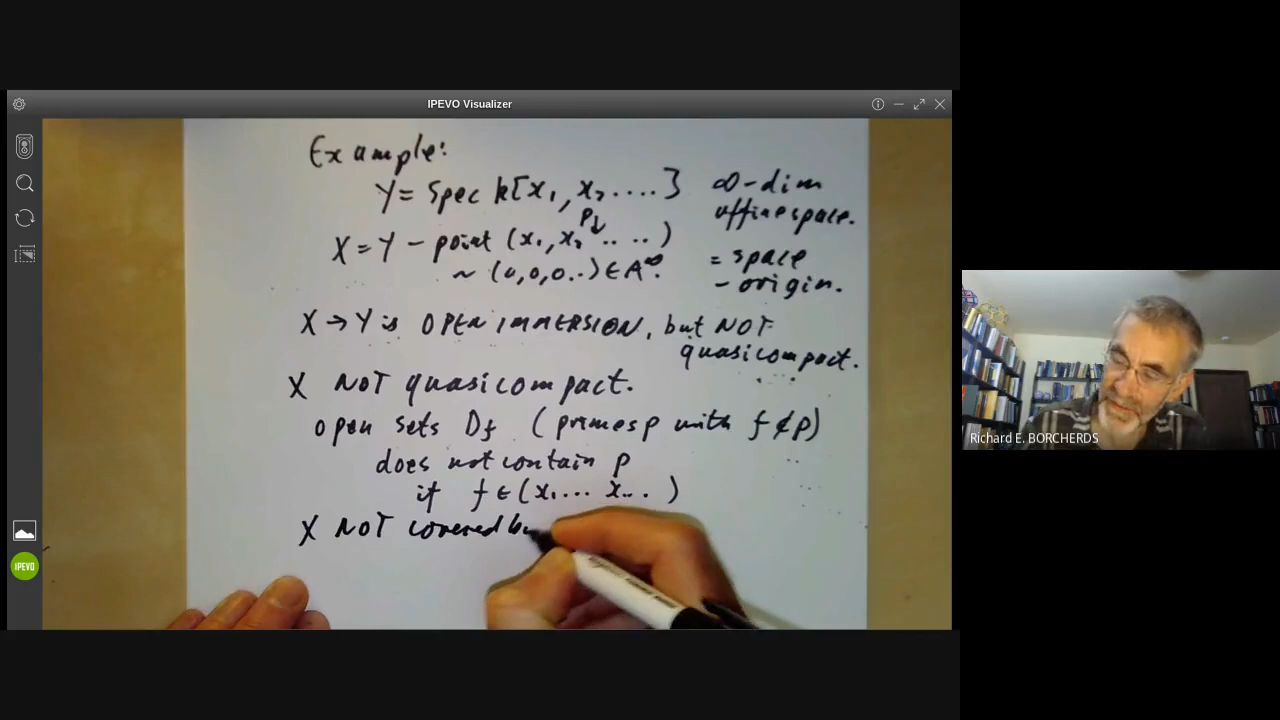 IPEVO Visualizer
Example:
Y = Spec k[x₁, x₂ ....] ∞-dim
affine space.
P↓
X = Y - point (x₁, x₂ .. ..)
~ (0,0,0..) ∈ A^∞. = space
- origin.
X → Y is OPEN IMMERSION, but NOT
quasicompact.
X NOT quasicompact.
open sets D_f (primes p with f ∉ p)
does not contain p
if f ∈ (x₁ ... x... )
X NOT covered by
IPEVO
Richard E. BORCHERDS